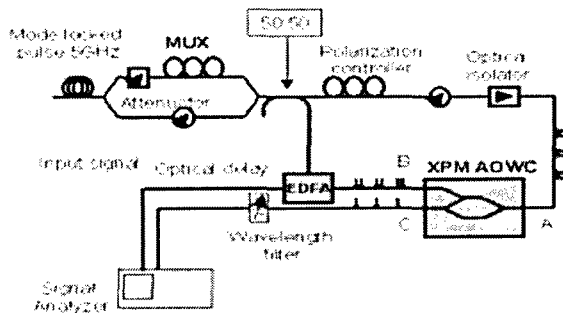 50:50
Mode locked
pulse 5GHz
MUX
Polarization
controller
Optical
isolator
Attenuator
Input signal
Optical delay
EDFA
B
XPM AOWC
C
A
Wavelength
filter
Signal
Analyzer